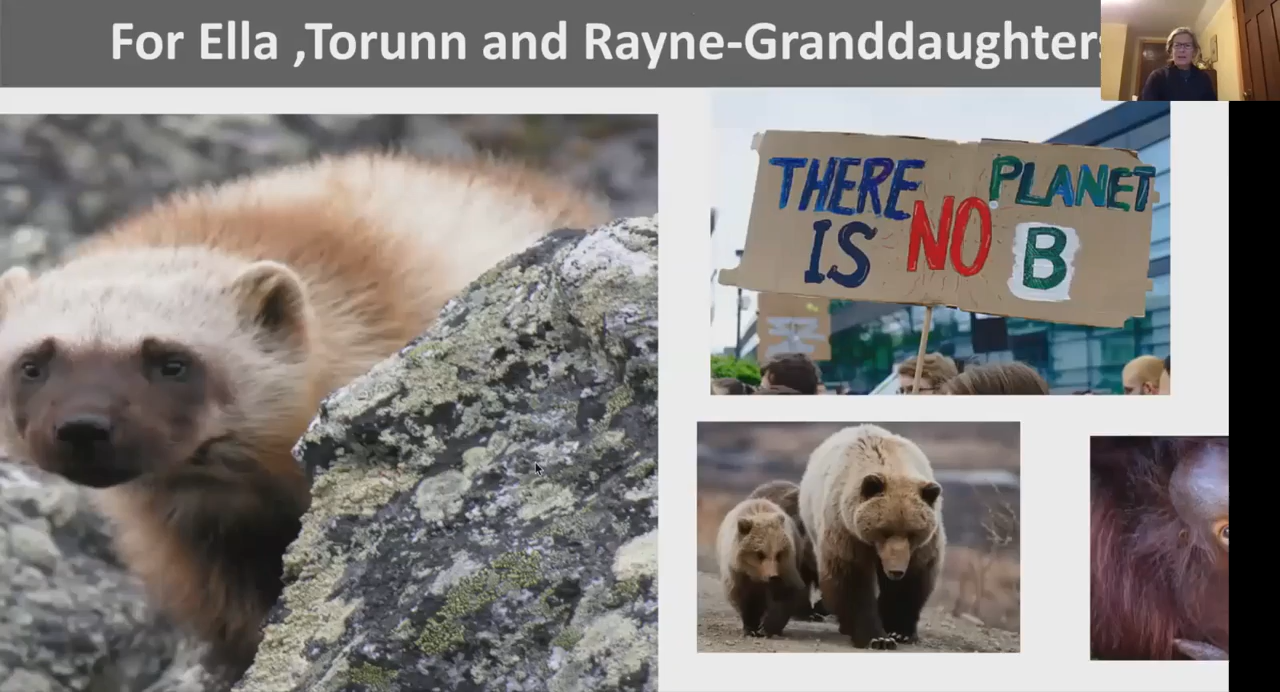 For Ella ,Torunn and Rayne-Granddaughters
THERE PLANET
IS NO B